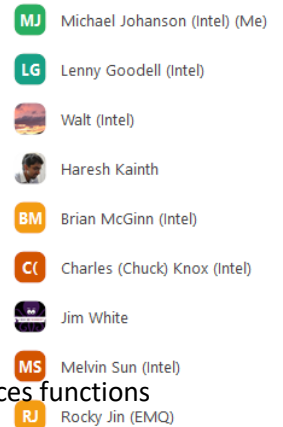 MJ Michael Johanson (Intel) (Me)
LG Lenny Goodell (Intel)
Walt (Intel)
Haresh Kainth
BM Brian McGinn (Intel)
C( Charles (Chuck) Knox (Intel)
Jim White
MS Melvin Sun (Intel)
ces functions
RJ Rocky Jin (EMQ)